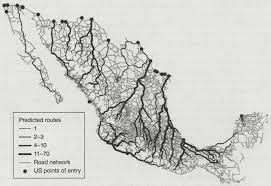 Predicted routes
1
2–3
4–10
11–70
Road network
US points of entry